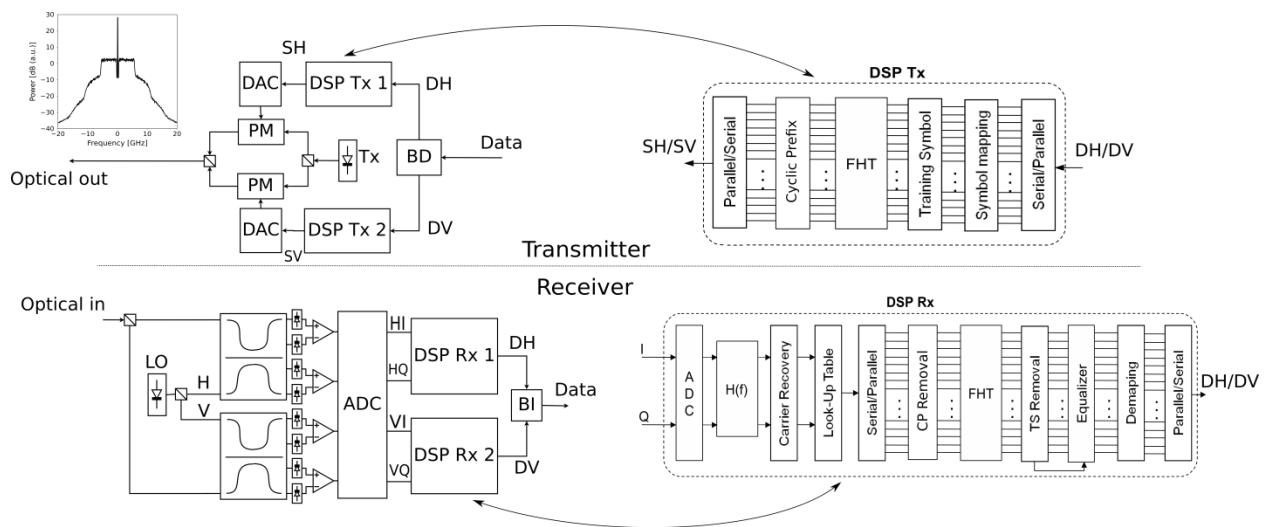 30
20
10
0
-10
-20
-30
-40
Power [dB (a.u.)]
-20
-10
0
10
20
Frequency [GHz]
SH
DAC
DSP Tx 1
DH
PM
Tx
BD
Data
Optical out
PM
DAC
SV
DSP Tx 2
DV
DSP Tx
SH/SV
Parallel/Serial
Cyclic Prefix
FHT
Training Symbol
Symbol mapping
Serial/Parallel
DH/DV
Transmitter
Receiver
Optical in
LO
H
V
ADC
HI
HQ
VI
VQ
DSP Rx 1
DSP Rx 2
DH
BI
Data
DV
DSP Rx
I
Q
A
D
C
H(f)
Carrier Recovery
Look-Up Table
Serial/Parallel
CP Removal
FHT
TS Removal
Equalizer
Demaping
Parallel/Serial
DH/DV